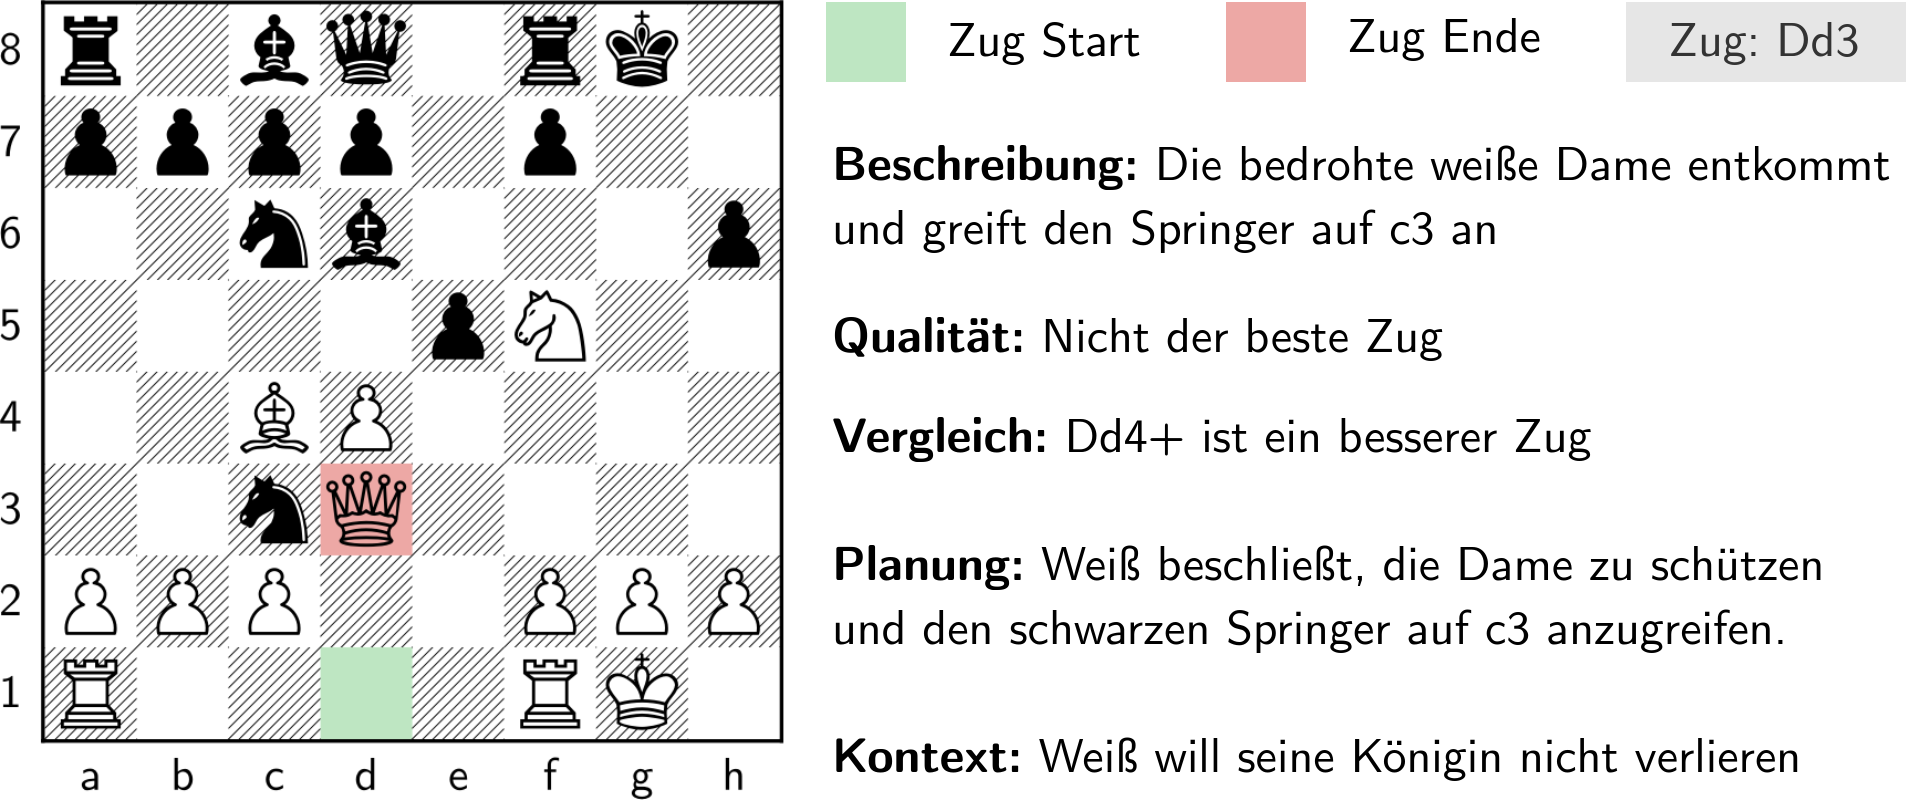 8
7
6
5
4
3
2
1
a b c d e f g h
Zug Start
Zug Ende
Zug: Dd3
Beschreibung: Die bedrohte weiße Dame entkommt
und greift den Springer auf c3 an
Qualität: Nicht der beste Zug
Vergleich: Dd4+ ist ein besserer Zug
Planung: Weiß beschließt, die Dame zu schützen
und den schwarzen Springer auf c3 anzugreifen.
Kontext: Weiß will seine Königin nicht verlieren